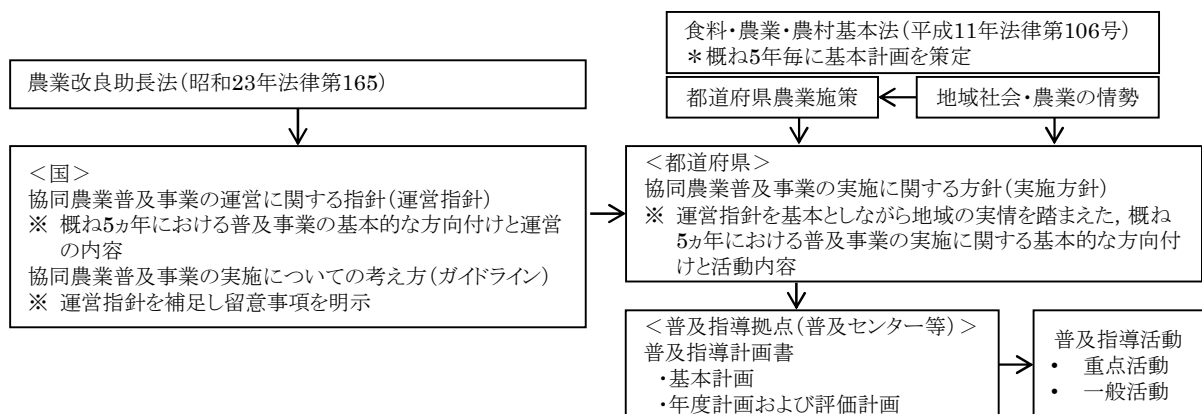 食料・農業・農村基本法(平成11年法律第106号)
＊概ね5年毎に基本計画を策定
農業改良助長法(昭和23年法律第165)
都道府県農業施策
地域社会・農業の情勢
＜国＞
協同農業普及事業の運営に関する指針(運営指針)
※ 概ね5ヵ年における普及事業の基本的な方向付けと運営
の内容
協同農業普及事業の実施についての考え方(ガイドライン)
※ 運営指針を補足し留意事項を明示
＜都道府県＞
協同農業普及事業の実施に関する方針(実施方針)
※ 運営指針を基本としながら地域の実情を踏まえた，概ね
5ヵ年における普及事業の実施に関する基本的な方向付
けと活動内容
＜普及指導拠点(普及センター等)＞
普及指導計画書
・基本計画
・年度計画および評価計画
普及指導活動
• 重点活動
• 一般活動